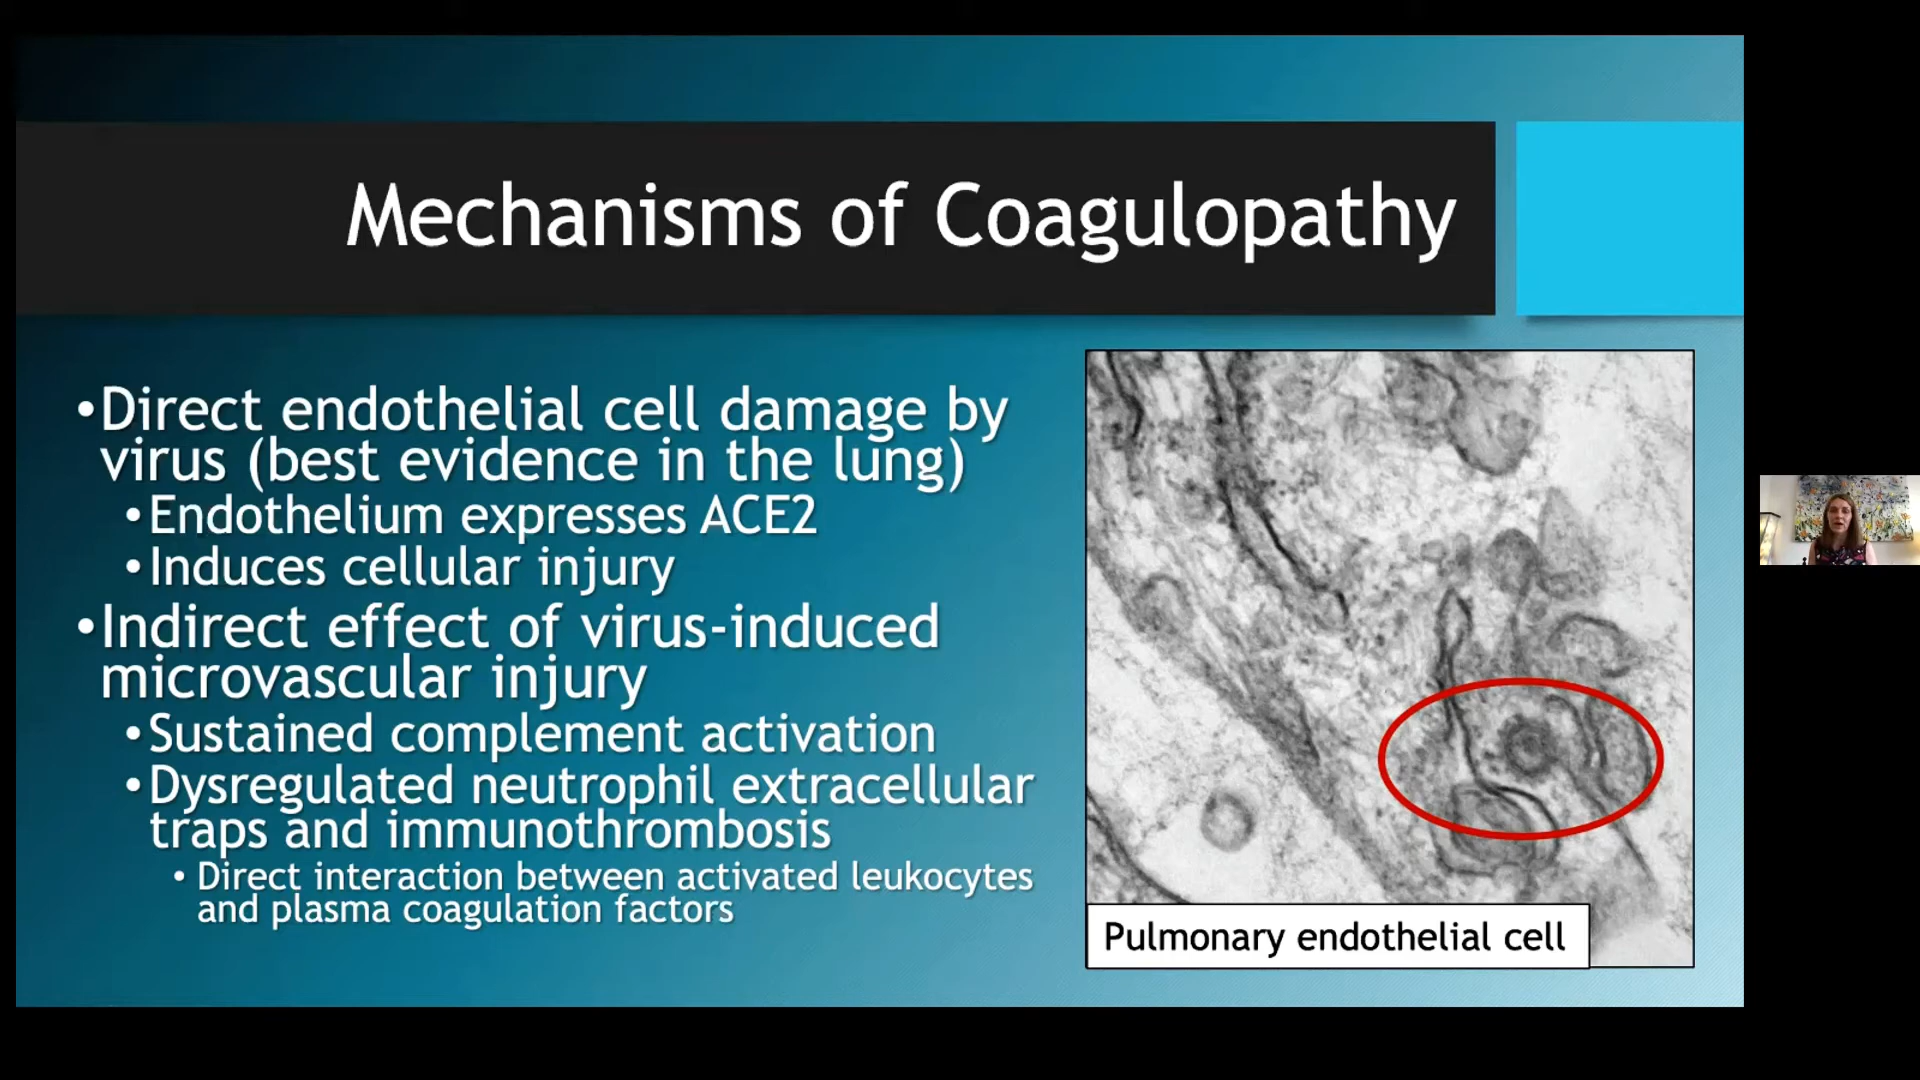 Mechanisms of Coagulopathy
•Direct endothelial cell damage by
virus (best evidence in the lung)
•Endothelium expresses ACE2
•Induces cellular injury
•Indirect effect of virus-induced
microvascular injury
•Sustained complement activation
•Dysregulated neutrophil extracellular
traps and immunothrombosis
• Direct interaction between activated leukocytes
and plasma coagulation factors
Pulmonary endothelial cell